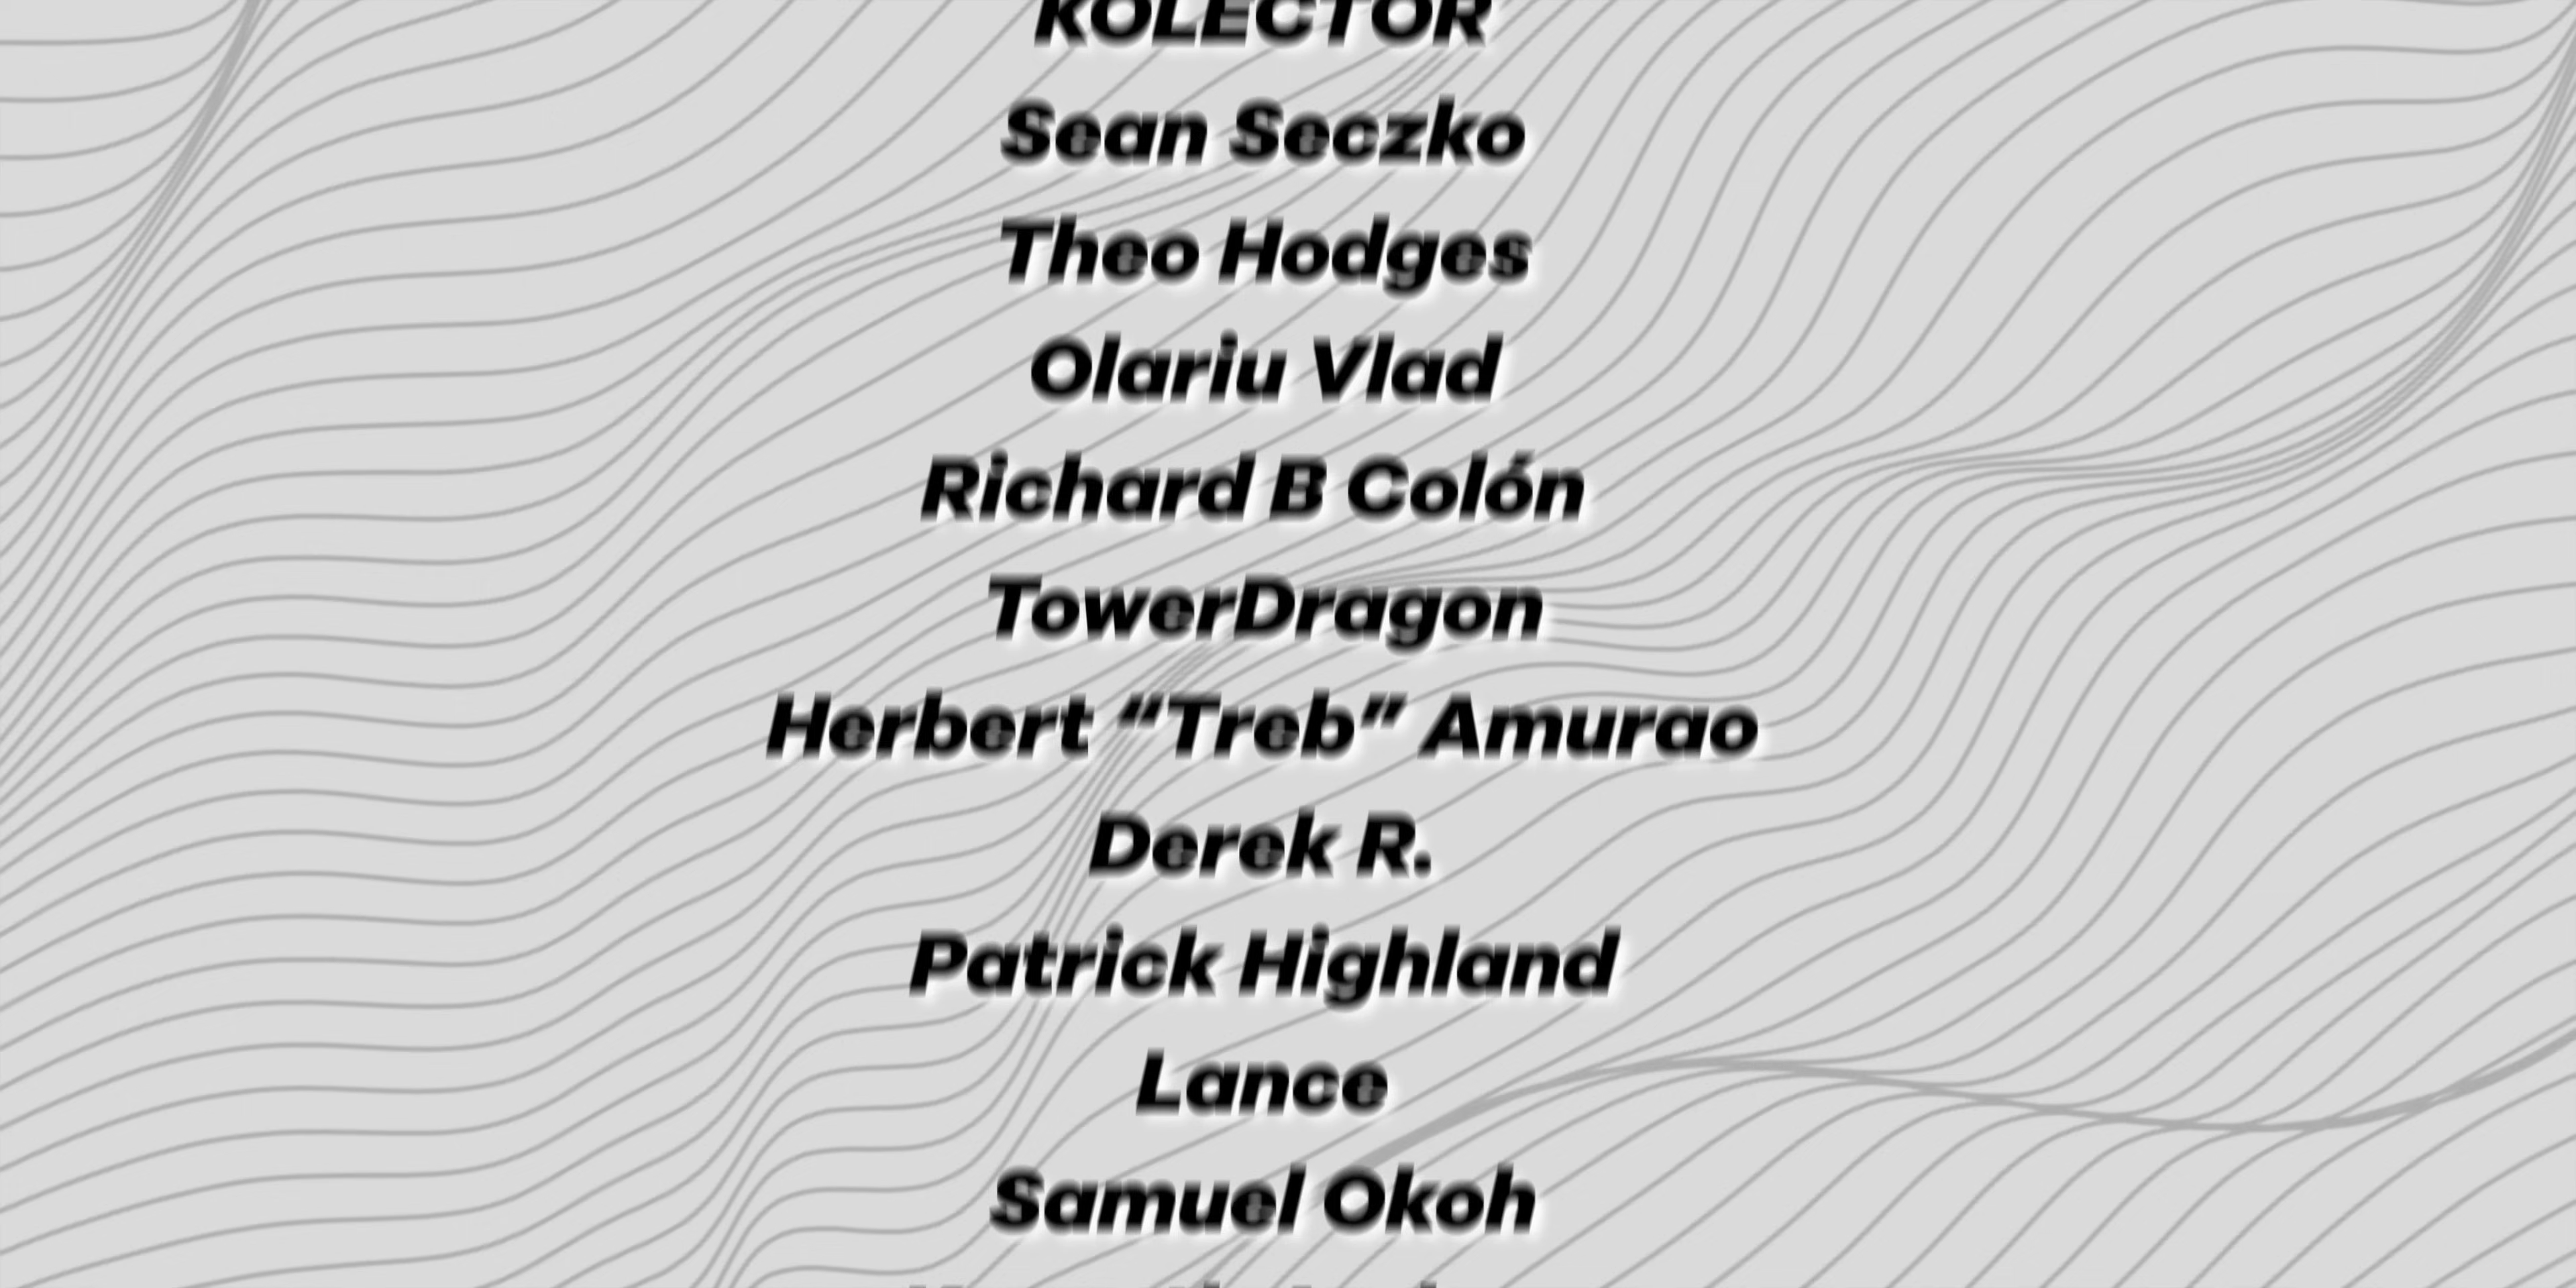 KOLECTOR
Sean Seczko
Theo Hodges
Olariu Vlad
Richard B Colón
TowerDragon
Herbert “Treb” Amurao
Derek R.
Patrick Highland
Lance
Samuel Okoh